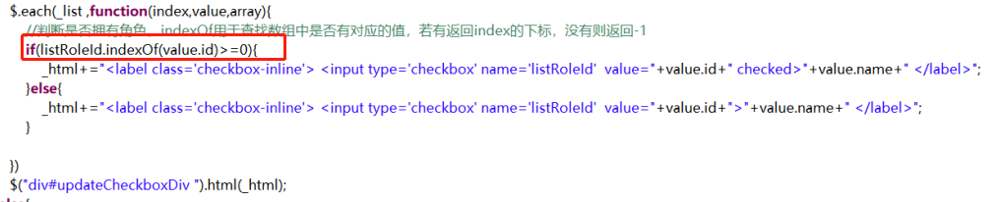 $.each(_list ,function(index,value,array){
//判断是否拥有角色，indexOf用于查找数组中是否有对应的值，若有返回index的下标，没有则返回-1
if(listRoleId.indexOf(value.id)>=0){
_html+="<label class='checkbox-inline'> <input type='checkbox' name='listRoleId'  value="+value.id+" checked>"+value.name+" </label>";
}else{
_html+="<label class='checkbox-inline'> <input type='checkbox' name='listRoleId'  value="+value.id+">"+value.name+" </label>";
}
})
$("div#updateCheckboxDiv ").html(_html);